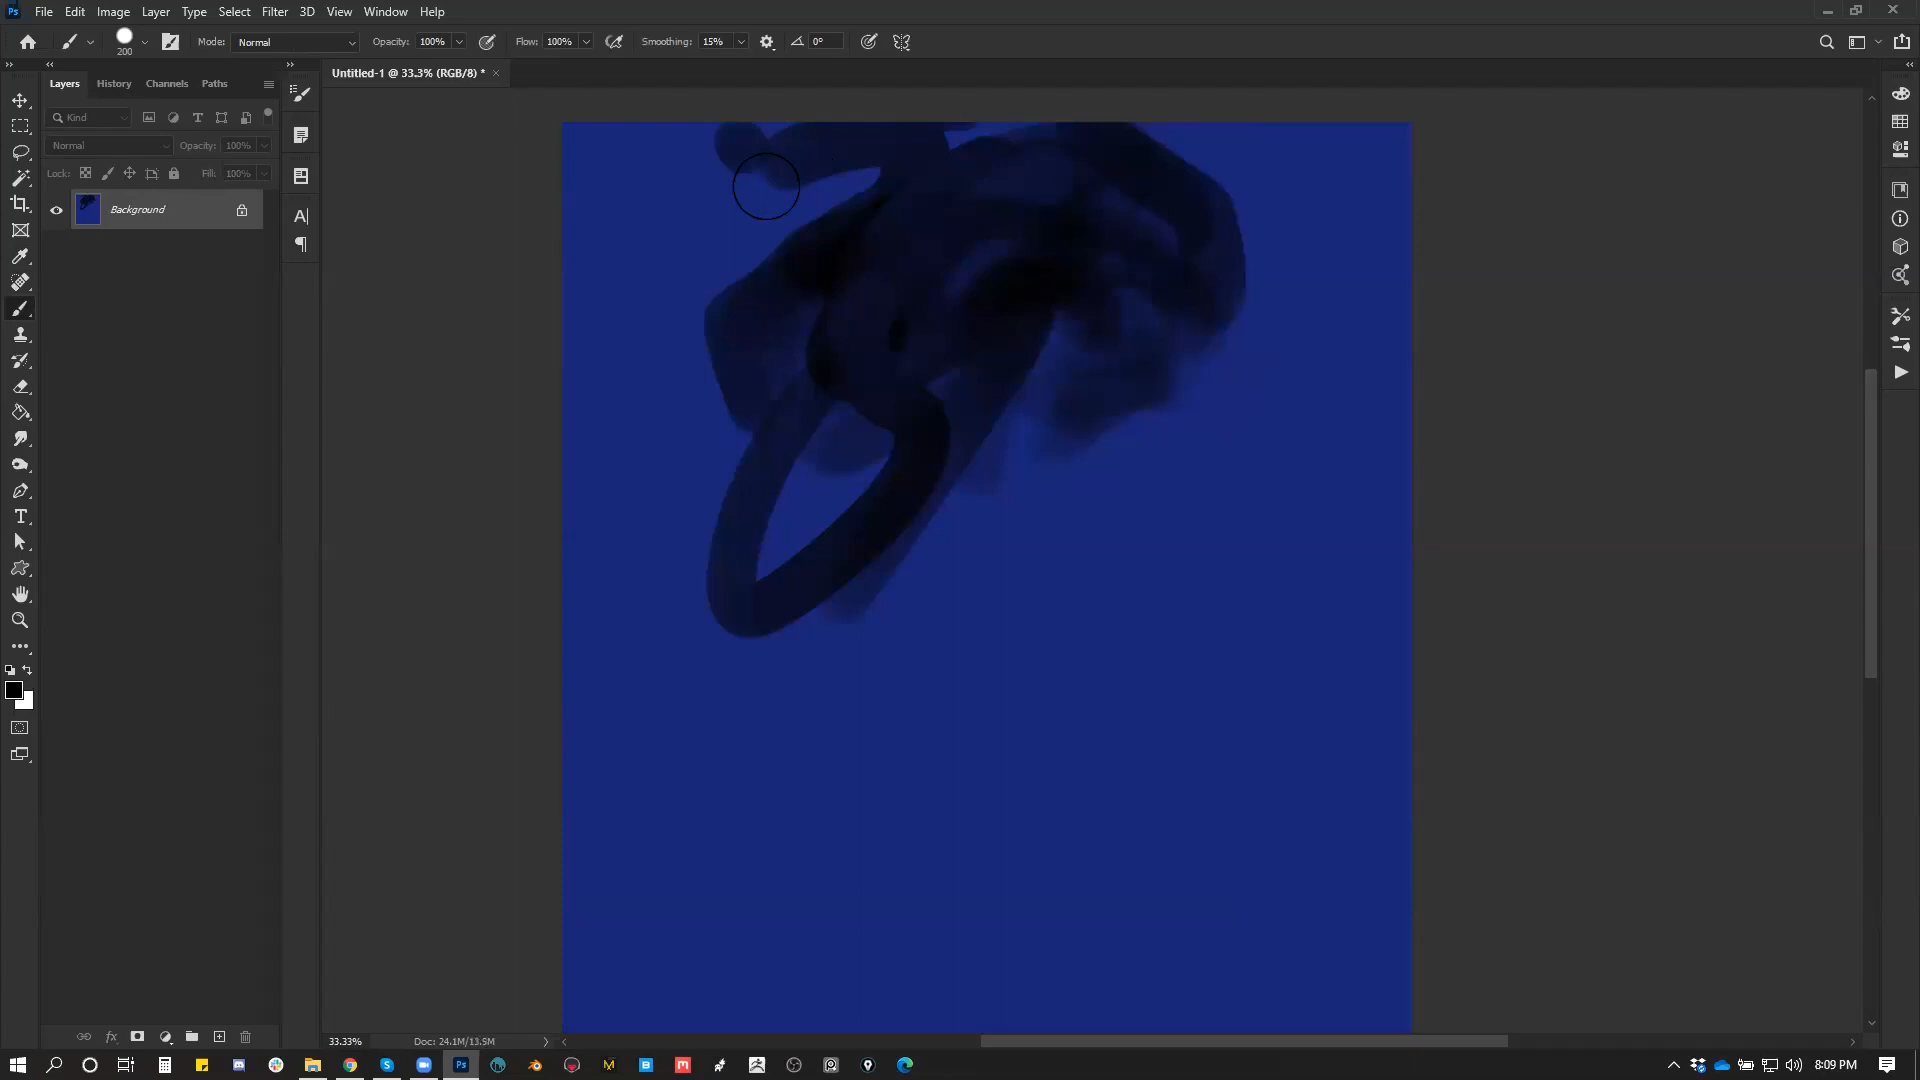 Ps File Edit Image Layer Type Select Filter 3D View Window Help
200 Mode: Normal Opacity: 100% Flow: 100% Smoothing: 15% 0°
Layers History Channels Paths
Untitled-1 @ 33.3% (RGB/8) * ×
Kind
Normal Opacity: 100%
Lock: Fill: 100%
Background
33.33% Doc: 24.1M/13.5M
8:09 PM